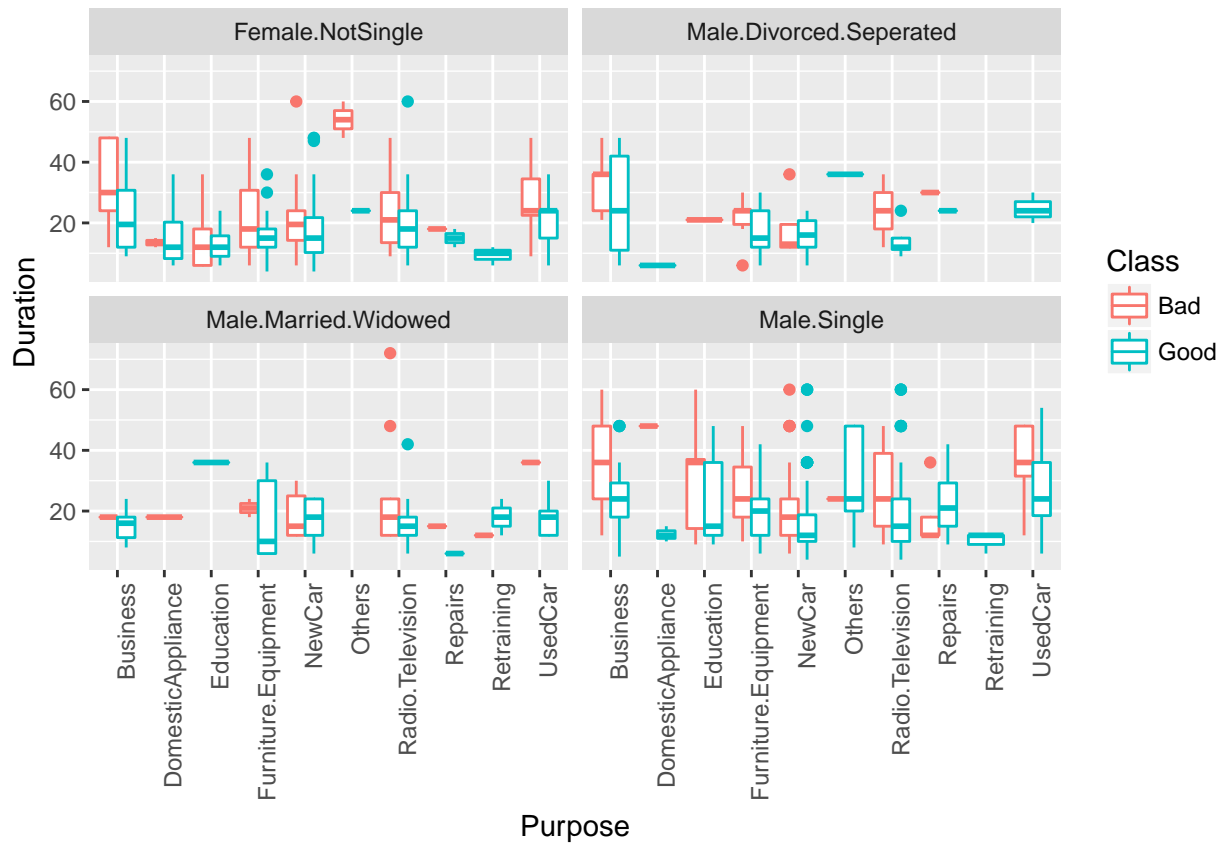 Female.NotSingle
Male.Divorced.Seperated
60
40
20
Male.Married.Widowed
Male.Single
60
40
20
Duration
Business
DomesticAppliance
Education
Furniture.Equipment
NewCar
Others
Radio.Television
Repairs
Retraining
UsedCar
Business
DomesticAppliance
Education
Furniture.Equipment
NewCar
Others
Radio.Television
Repairs
Retraining
UsedCar
Purpose
Class
Bad
Good